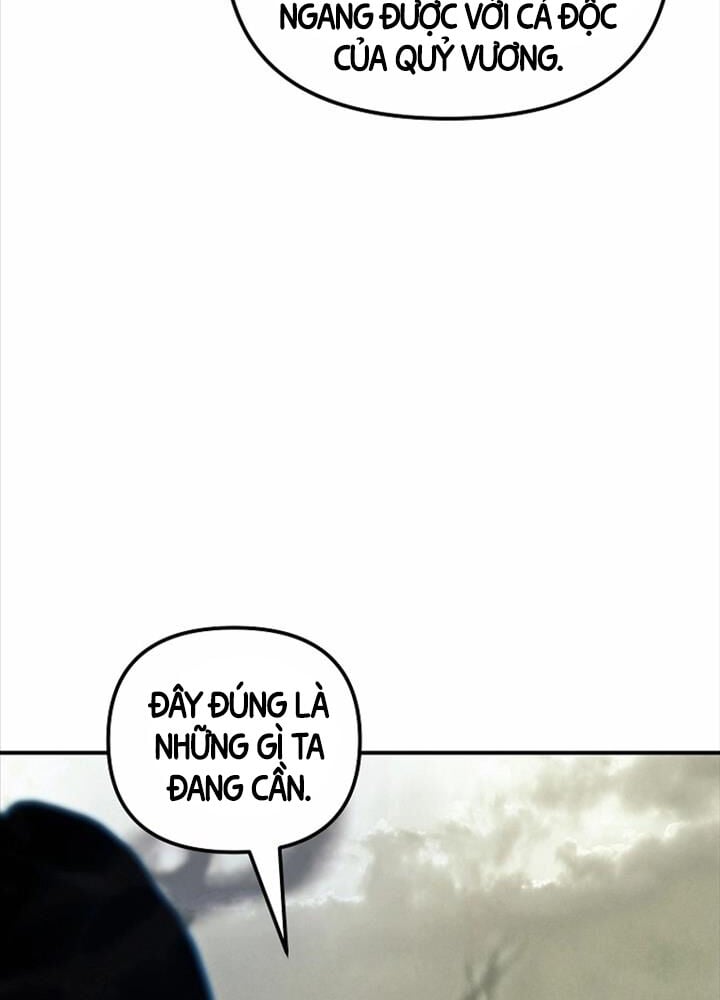 NGANG ĐƯỢC VỚI CẢ ĐỘC
CỦA QUỶ VƯƠNG.
ĐÂY ĐÚNG LÀ
NHỮNG GÌ TA
ĐANG CẦN.